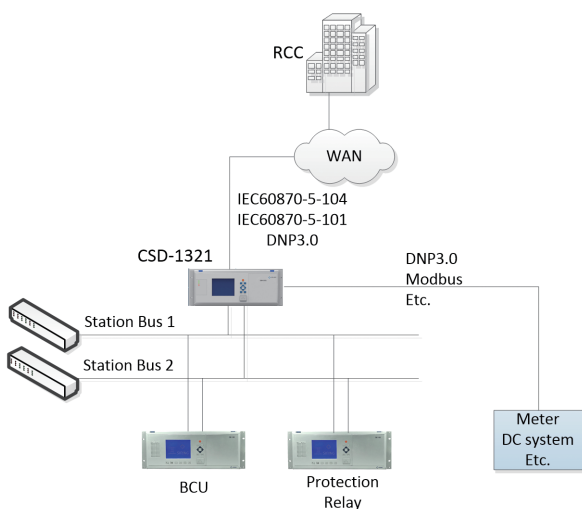 RCC
WAN
IEC60870-5-104
IEC60870-5-101
DNP3.0
CSD-1321
DNP3.0
Modbus
Etc.
Station Bus 1
Station Bus 2
Meter
DC system
Etc.
BCU
Protection
Relay